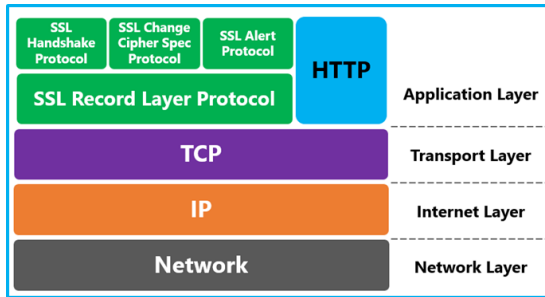 SSL
Handshake
Protocol
SSL Change
Cipher Spec
Protocol
SSL Alert
Protocol
HTTP
SSL Record Layer Protocol
Application Layer
TCP
Transport Layer
IP
Internet Layer
Network
Network Layer